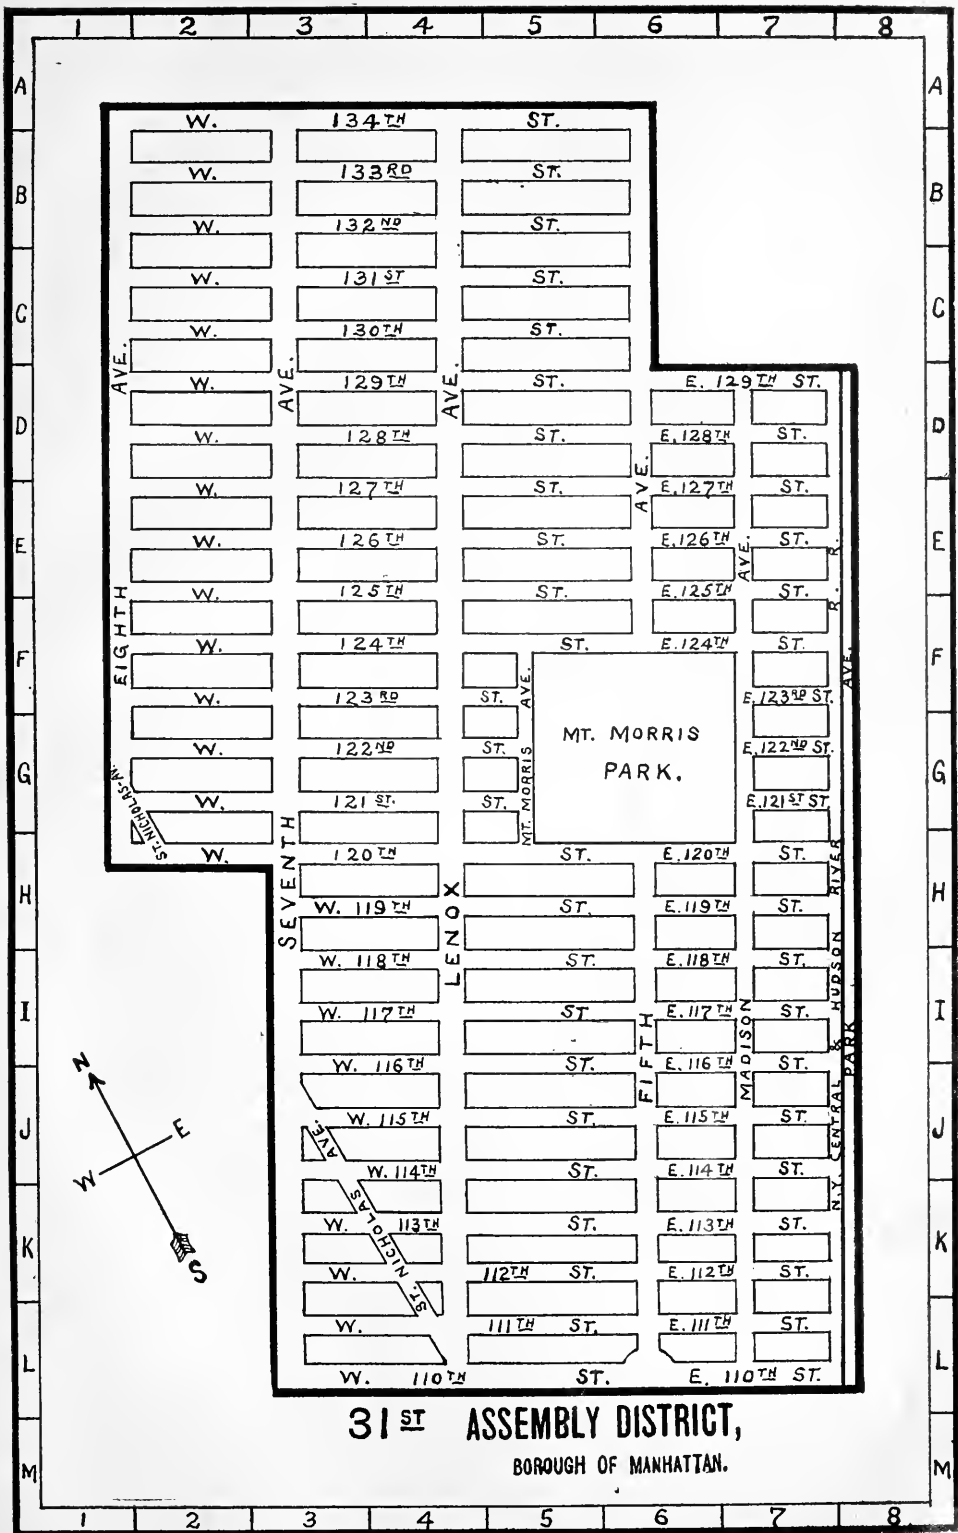 1 2 3 4 5 6 7 8
A A
B B
C C
D D
E E
F F
G G
H H
I I
J J
K K
L L
M M
W. 134TH ST.
W. 133RD ST.
W. 132ND ST.
W. 131ST ST.
W. 130TH ST.
W. 129TH ST. E. 129TH ST.
W. 128TH ST. E. 128TH ST.
W. 127TH ST. E. 127TH ST.
W. 126TH ST. E. 126TH ST.
W. 125TH ST. E. 125TH ST.
W. 124TH ST. E. 124TH ST.
W. 123RD ST. E. 123RD ST.
W. 122ND ST. E. 122ND ST.
W. 121ST. ST. E. 121ST ST.
W. 120TH ST. E. 120TH ST.
W. 119TH ST. E. 119TH ST.
W. 118TH ST. E. 118TH ST.
W. 117TH ST E. 117TH ST.
W. 116TH ST. E. 116TH ST.
W. 115TH ST. E. 115TH ST.
W. 114TH ST. E. 114TH ST.
W. 113TH ST. E. 113TH ST.
W. 112TH ST. E. 112TH ST.
W. 111TH ST. E. 111TH ST.
W. 110TH ST. E. 110TH ST.
EIGHTH AVE.
ST. NICHOLAS-AV.
SEVENTH AVE.
ST. NICHOLAS AVE.
LENOX AVE.
MT. MORRIS AVE.
MT. MORRIS
PARK.
FIFTH AVE.
MADISON AVE.
N.Y. CENTRAL & HUDSON RIVER R. R.
PARK AVE.
N
E
W
S
31ST ASSEMBLY DISTRICT,
BOROUGH OF MANHATTAN.
1 2 3 4 5 6 7 8